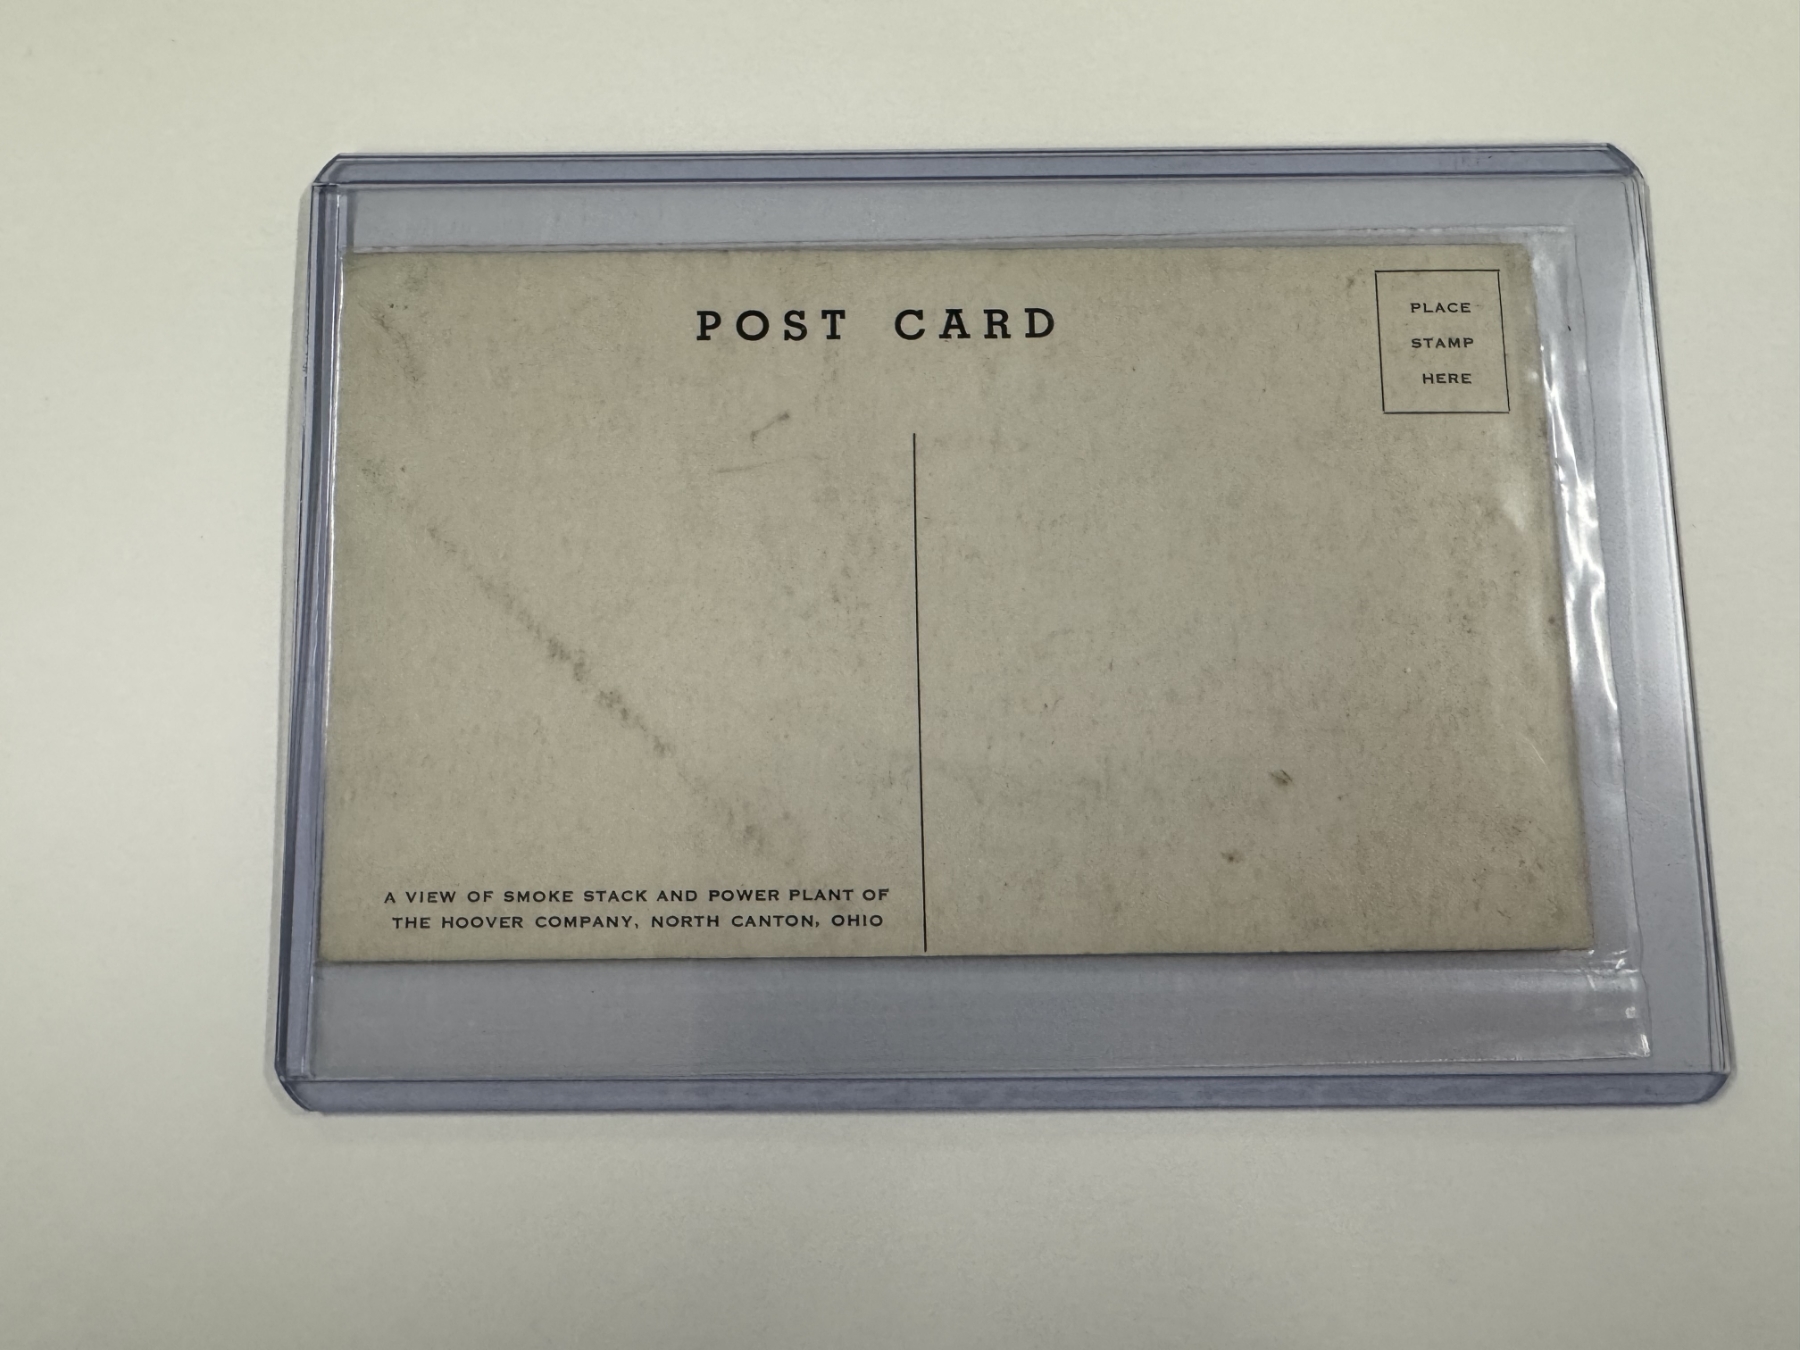 POST CARD
PLACE
STAMP
HERE
A VIEW OF SMOKE STACK AND POWER PLANT OF
THE HOOVER COMPANY, NORTH CANTON, OHIO